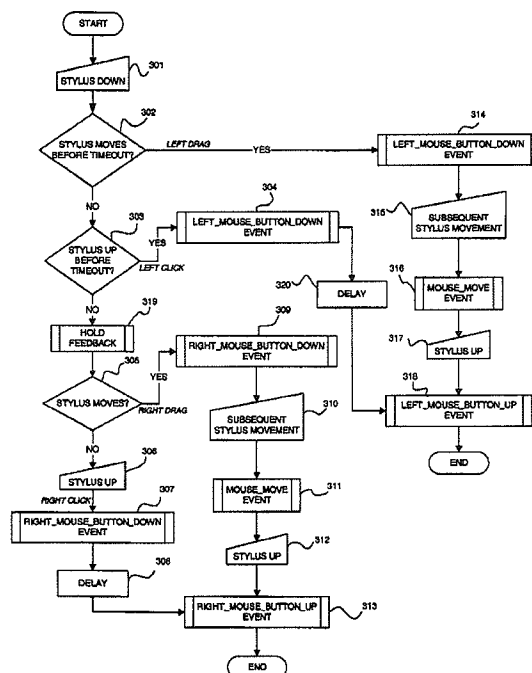 START
301
STYLUS DOWN
302
STYLUS MOVES
BEFORE TIMEOUT?
LEFT DRAG
YES
314
LEFT_MOUSE_BUTTON_DOWN
EVENT
NO
303
STYLUS UP
BEFORE
TIMEOUT?
YES
LEFT CLICK
304
LEFT_MOUSE_BUTTON_DOWN
EVENT
315
SUBSEQUENT
STYLUS MOVEMENT
320
DELAY
316
MOUSE_MOVE
EVENT
NO
319
HOLD
FEEDBACK
309
RIGHT_MOUSE_BUTTON_DOWN
EVENT
317
STYLUS UP
305
STYLUS MOVES?
YES
RIGHT DRAG
318
LEFT_MOUSE_BUTTON_UP
EVENT
310
SUBSEQUENT
STYLUS MOVEMENT
END
NO
306
STYLUS UP
RIGHT CLICK
307
RIGHT_MOUSE_BUTTON_DOWN
EVENT
MOUSE_MOVE
EVENT
311
312
STYLUS UP
DELAY
308
RIGHT_MOUSE_BUTTON_UP
EVENT
313
END